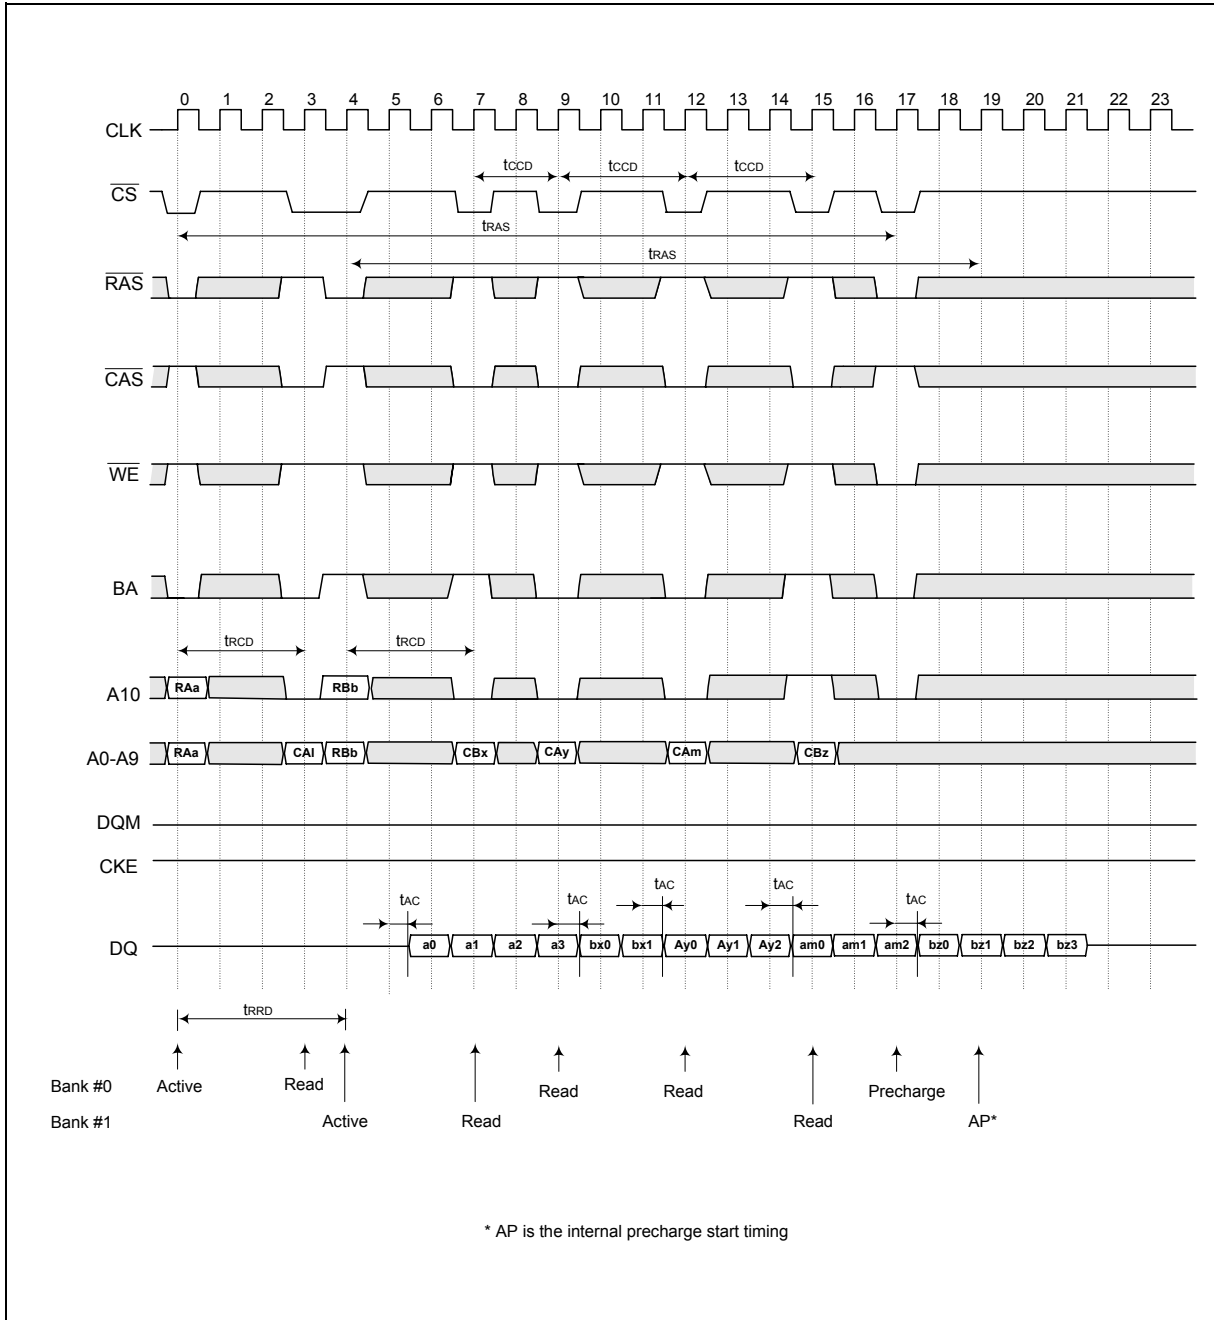 0 1 2 3 4 5 6 7 8 9 10 11 12 13 14 15 16 17 18 19 20 21 22 23
CLK
tCCD tCCD tCCD
CS
tRAS
tRAS
RAS
CAS
WE
BA
tRCD tRCD
A10 RAa RBb
A0-A9 RAa CAI RBb CBx CAy CAm CBz
DQM
CKE
tAC tAC tAC tAC tAC
DQ a0 a1 a2 a3 bx0 bx1 Ay0 Ay1 Ay2 am0 am1 am2 bz0 bz1 bz2 bz3
tRRD
Bank #0 Active Read Read Read Precharge
Bank #1 Active Read Read AP*
* AP is the internal precharge start timing